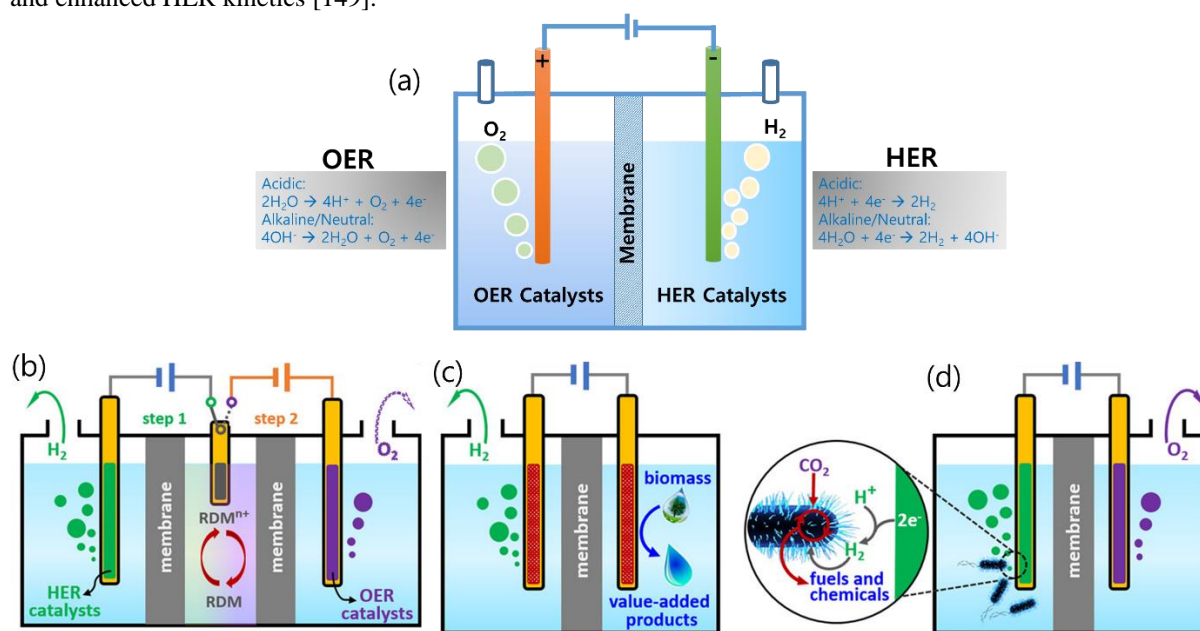 and enhanced HER kinetics [149].
(a)
+
-
O₂
H₂
OER
Acidic:
2H₂O → 4H⁺ + O₂ + 4e⁻
Alkaline/Neutral:
4OH⁻ → 2H₂O + O₂ + 4e⁻
HER
Acidic:
4H⁺ + 4e⁻ → 2H₂
Alkaline/Neutral:
4H₂O + 4e⁻ → 2H₂ + 4OH⁻
Membrane
OER Catalysts
HER Catalysts
(b)
step 1
step 2
H₂
O₂
membrane
membrane
RDMⁿ⁺
RDM
HER
catalysts
OER
catalysts
(c)
H₂
membrane
biomass
value-added
products
(d)
CO₂
H⁺
2e⁻
H₂
fuels and
chemicals
membrane
O₂